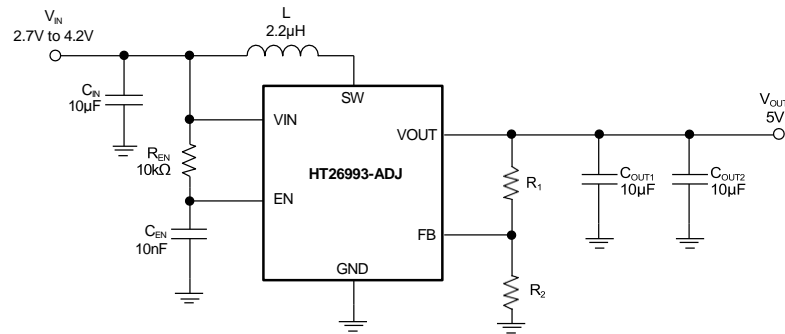 L
2.2µH
VIN
2.7V to 4.2V
CIN
10µF
SW
VIN
VOUT
VOUT
5V
REN
10kΩ
HT26993-ADJ
R1
COUT1
10µF
COUT2
10µF
EN
CEN
10nF
FB
GND
R2